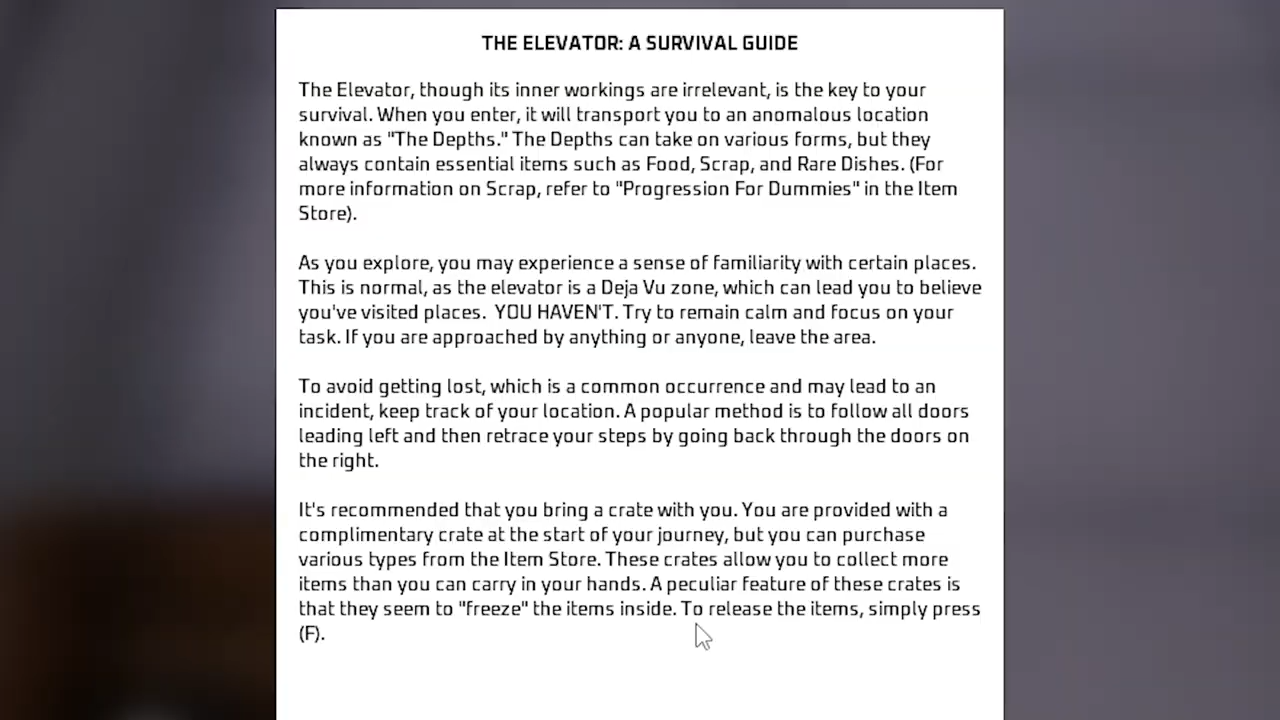 THE ELEVATOR: A SURVIVAL GUIDE
The Elevator, though its inner workings are irrelevant, is the key to your
survival. When you enter, it will transport you to an anomalous location
known as "The Depths." The Depths can take on various forms, but they
always contain essential items such as Food, Scrap, and Rare Dishes. (For
more information on Scrap, refer to "Progression For Dummies" in the Item
Store).
As you explore, you may experience a sense of familiarity with certain places.
This is normal, as the elevator is a Deja Vu zone, which can lead you to believe
you've visited places. YOU HAVEN'T. Try to remain calm and focus on your
task. If you are approached by anything or anyone, leave the area.
To avoid getting lost, which is a common occurrence and may lead to an
incident, keep track of your location. A popular method is to follow all doors
leading left and then retrace your steps by going back through the doors on
the right.
It's recommended that you bring a crate with you. You are provided with a
complimentary crate at the start of your journey, but you can purchase
various types from the Item Store. These crates allow you to collect more
items than you can carry in your hands. A peculiar feature of these crates is
that they seem to "freeze" the items inside. To release the items, simply press
(F).